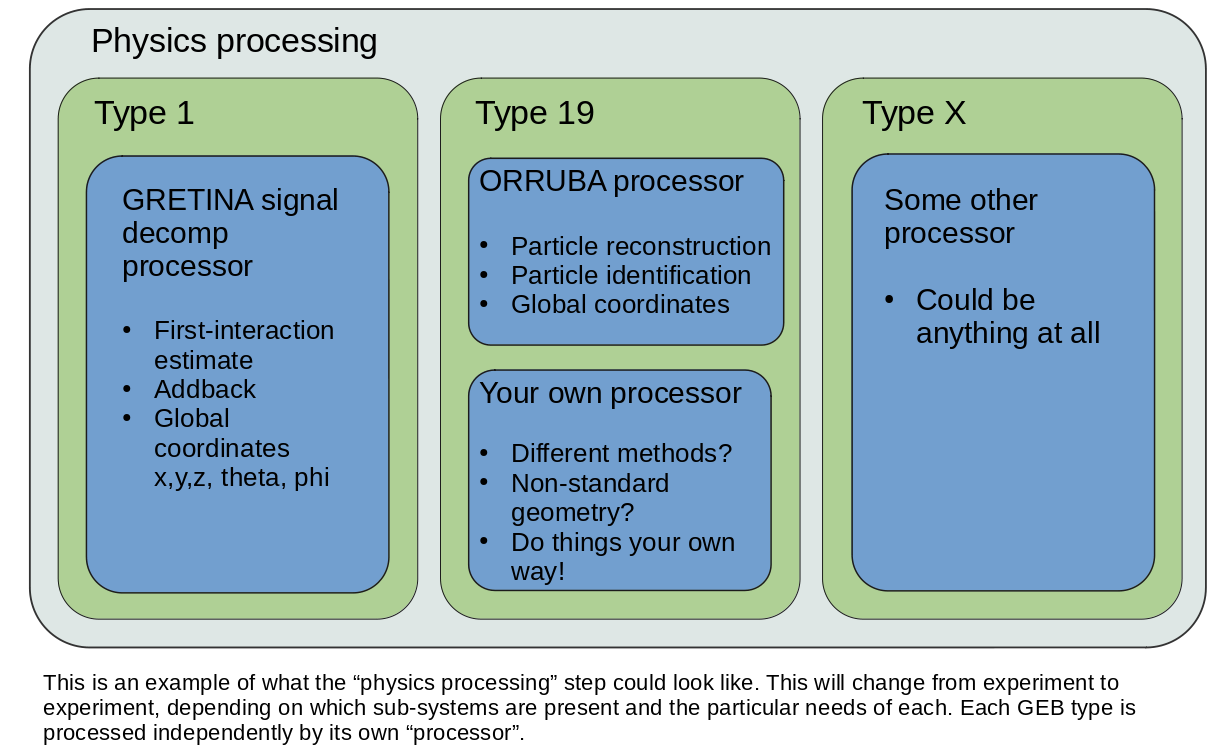 Physics processing
Type 1
GRETINA signal
decomp
processor
• First-interaction
estimate
• Addback
• Global
coordinates
x,y,z, theta, phi
Type 19
ORRUBA processor
• Particle reconstruction
• Particle identification
• Global coordinates
Your own processor
• Different methods?
• Non-standard
geometry?
• Do things your own
way!
Type X
Some other
processor
• Could be
anything at all
This is an example of what the “physics processing” step could look like. This will change from experiment to
experiment, depending on which sub-systems are present and the particular needs of each. Each GEB type is
processed independently by its own “processor”.